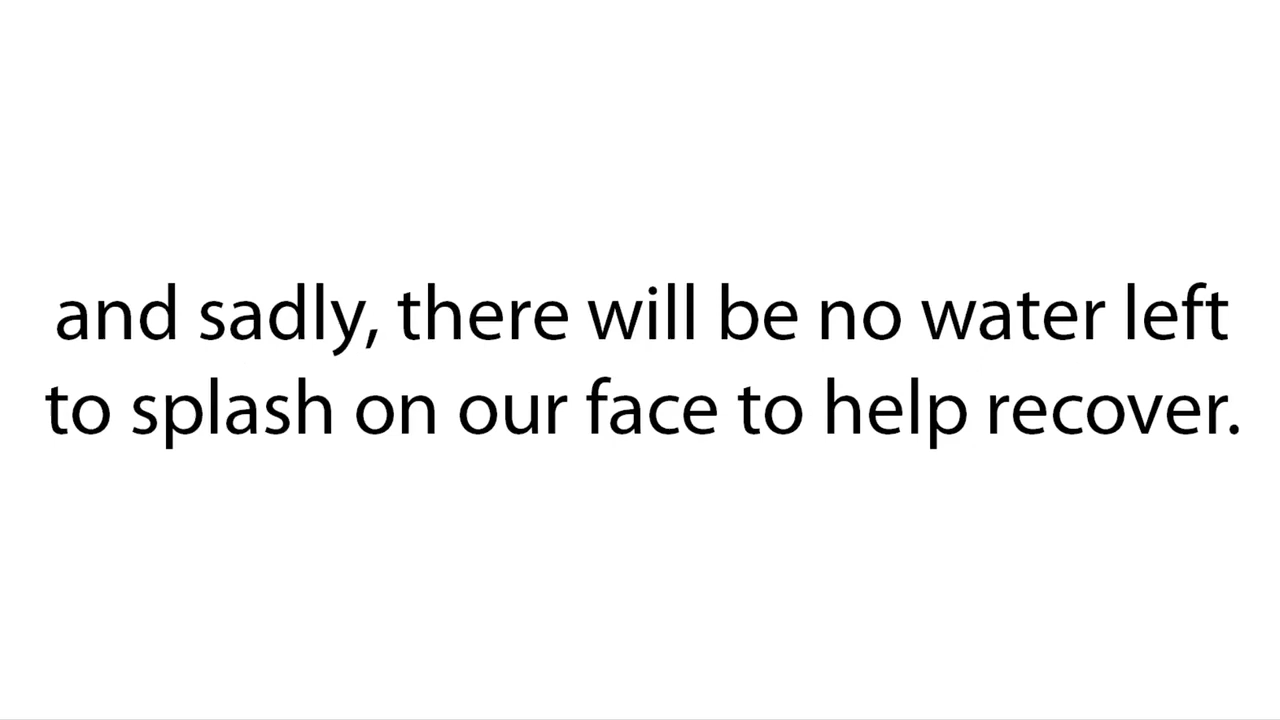 and sadly, there will be no water left
to splash on our face to help recover.